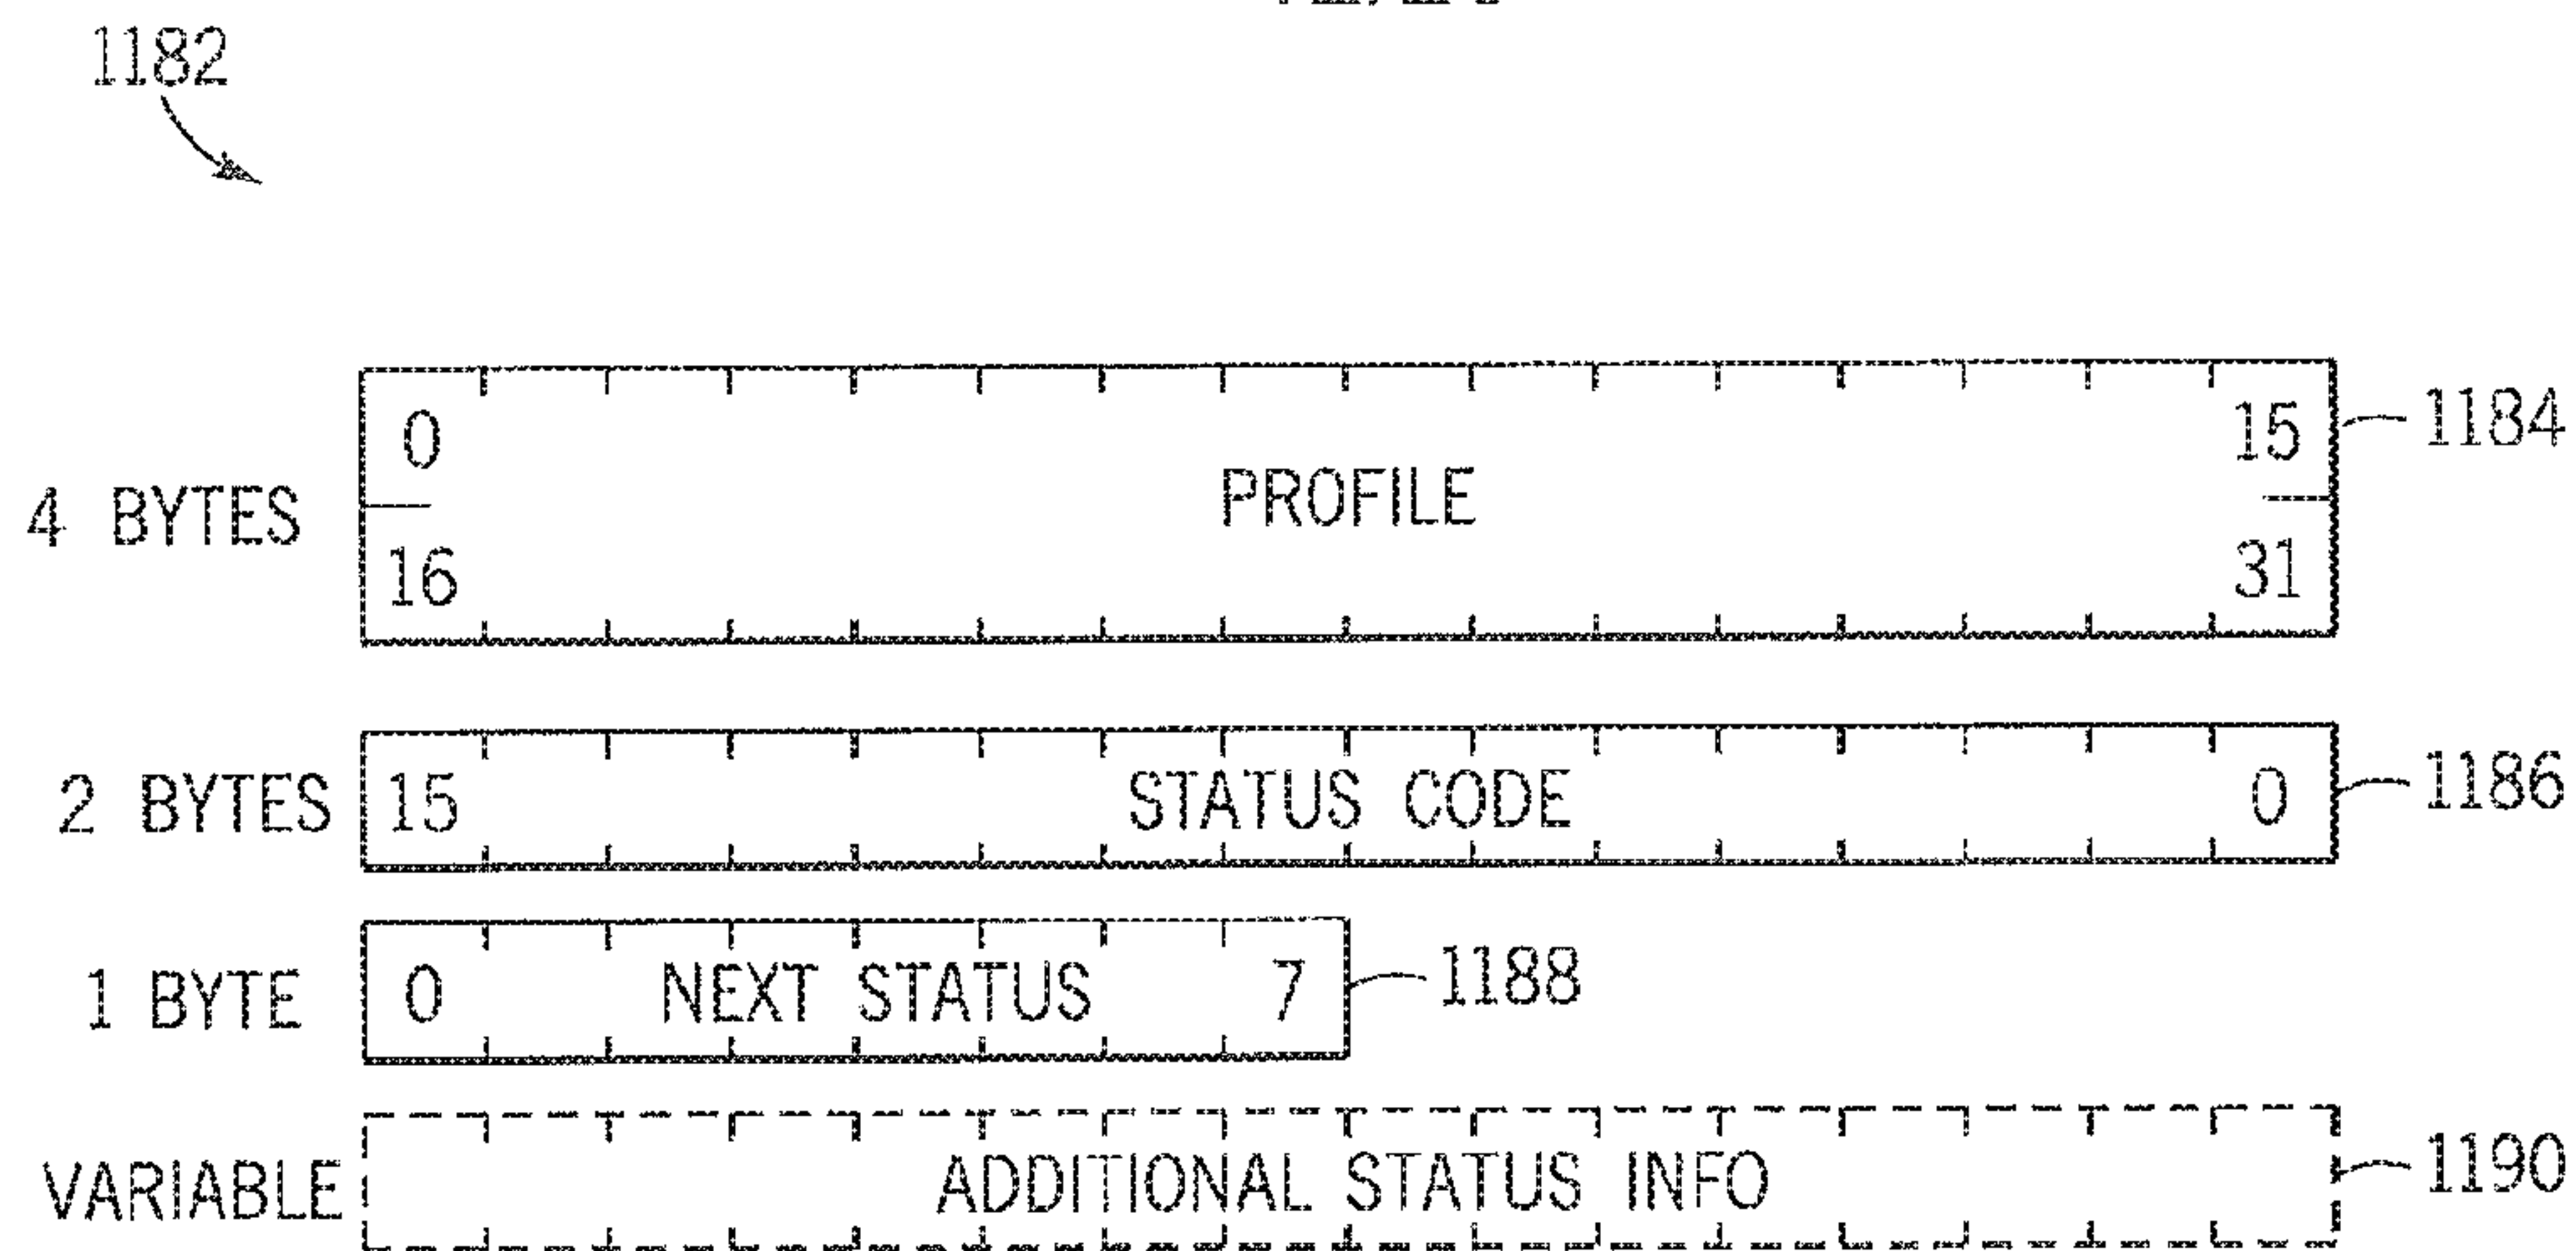 1182
0 15 1184
4 BYTES PROFILE
16 31
2 BYTES 15 STATUS CODE 0 1186
1 BYTE 0 NEXT STATUS 7 1188
VARIABLE ADDITIONAL STATUS INFO 1190